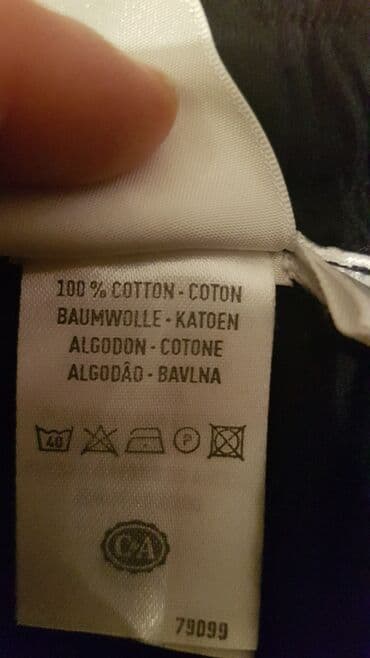 100 % COTTON - COTON
BAUMWOLLE - KATOEN
ALGODON - COTONE
ALGODÃO - BAVLNA
40 P
C&A
79099